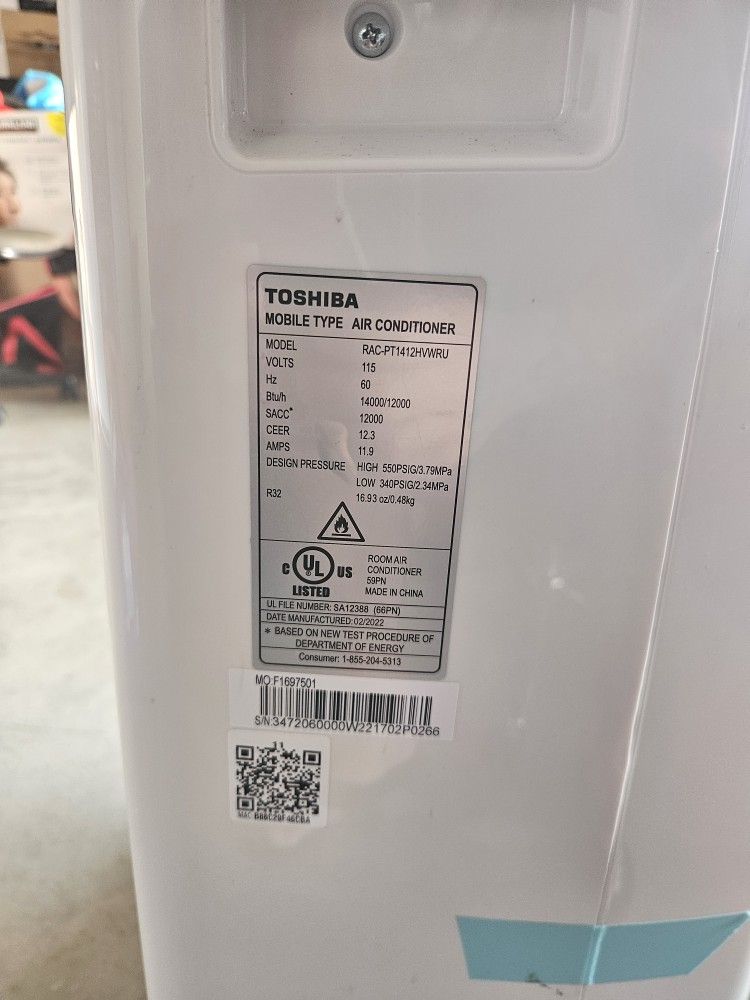 TOSHIBA
MOBILE TYPE AIR CONDITIONER
MODEL RAC-PT1412HVWRU
VOLTS 115
Hz 60
Btu/h 14000/12000
SACC* 12000
CEER 12.3
AMPS 11.9
DESIGN PRESSURE HIGH 550PSIG/3.79MPa
LOW 340PSIG/2.34MPa
R32 16.93 oz/0.48kg
C UL US
LISTED
ROOM AIR
CONDITIONER
59PN
MADE IN CHINA
UL FILE NUMBER: SA12388 (66PN)
DATE MANUFACTURED:02/2022
* BASED ON NEW TEST PROCEDURE OF
DEPARTMENT OF ENERGY
Consumer: 1-855-204-5313
MO:F1697501
S/N:3472060000W221702P0266